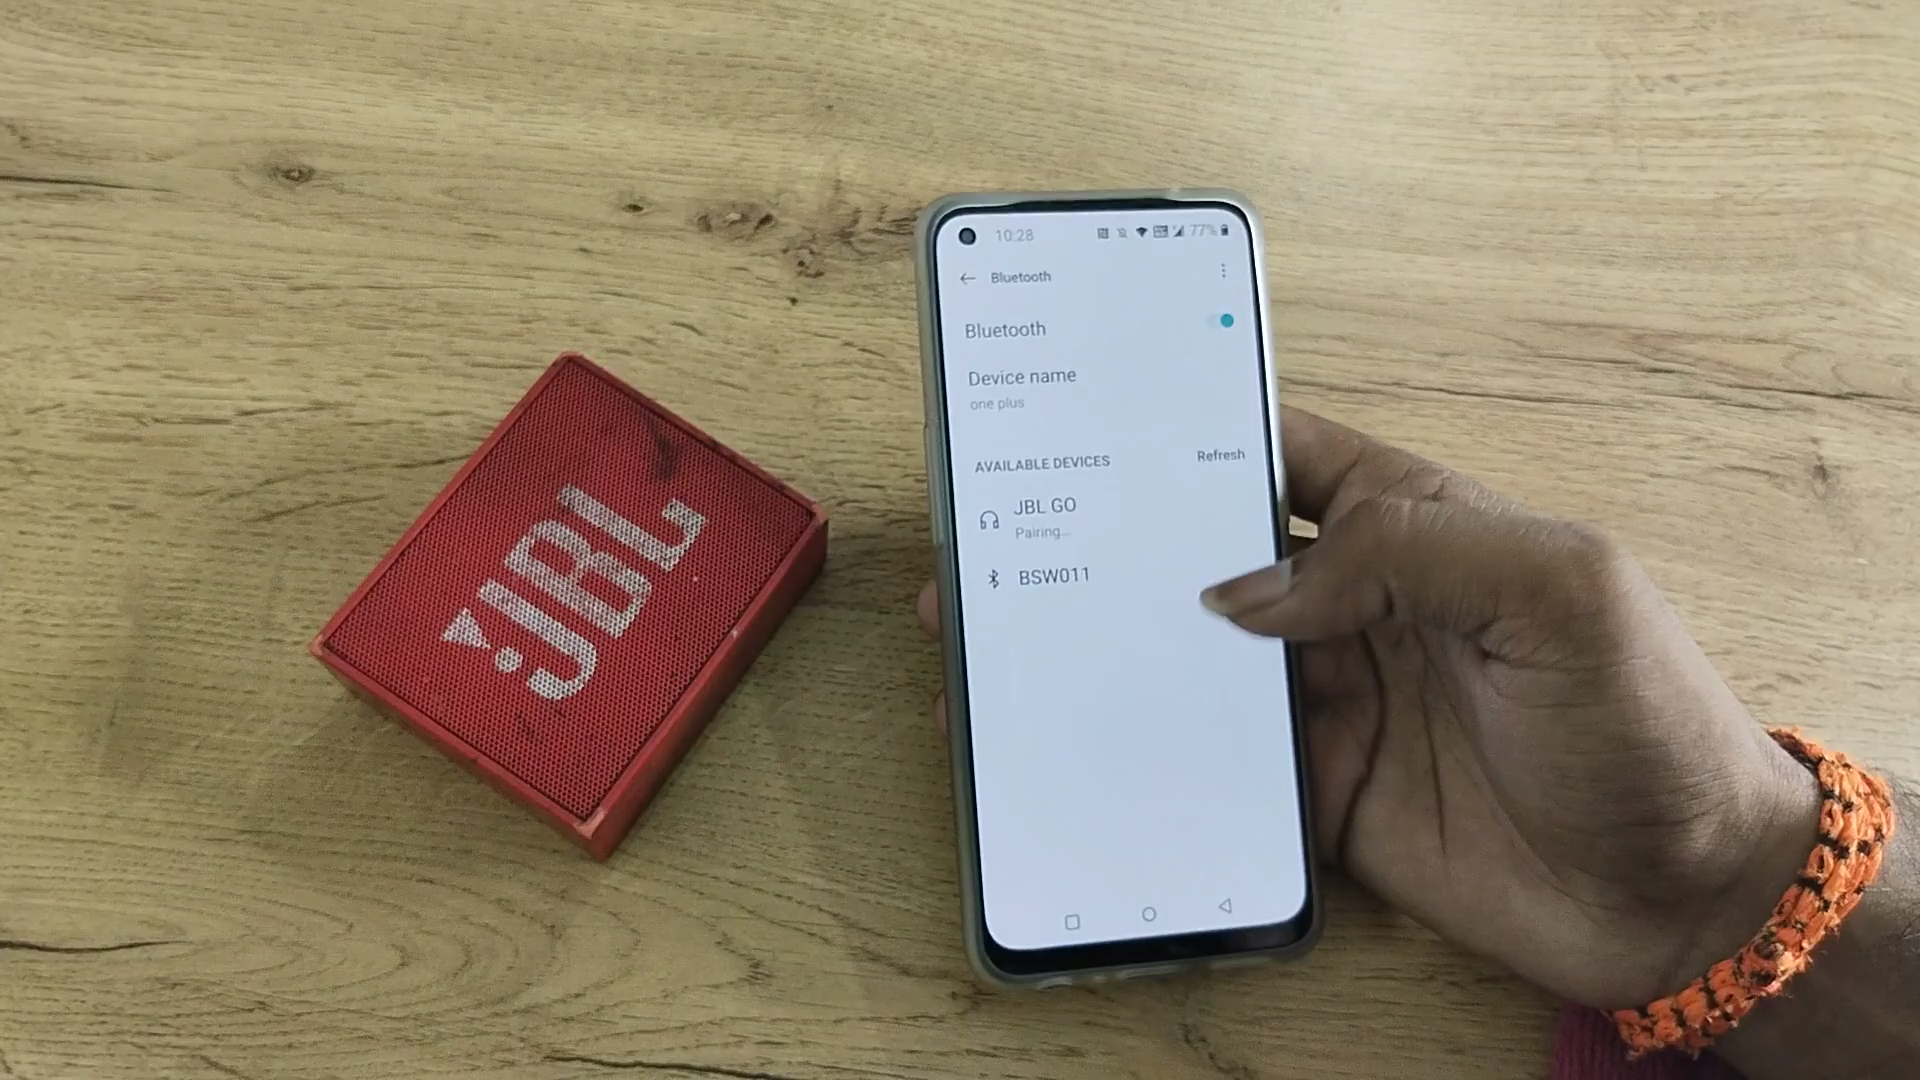 JBL
10:28
77%
Bluetooth
Bluetooth
Device name
one plus
AVAILABLE DEVICES
Refresh
JBL GO
Pairing...
BSW011